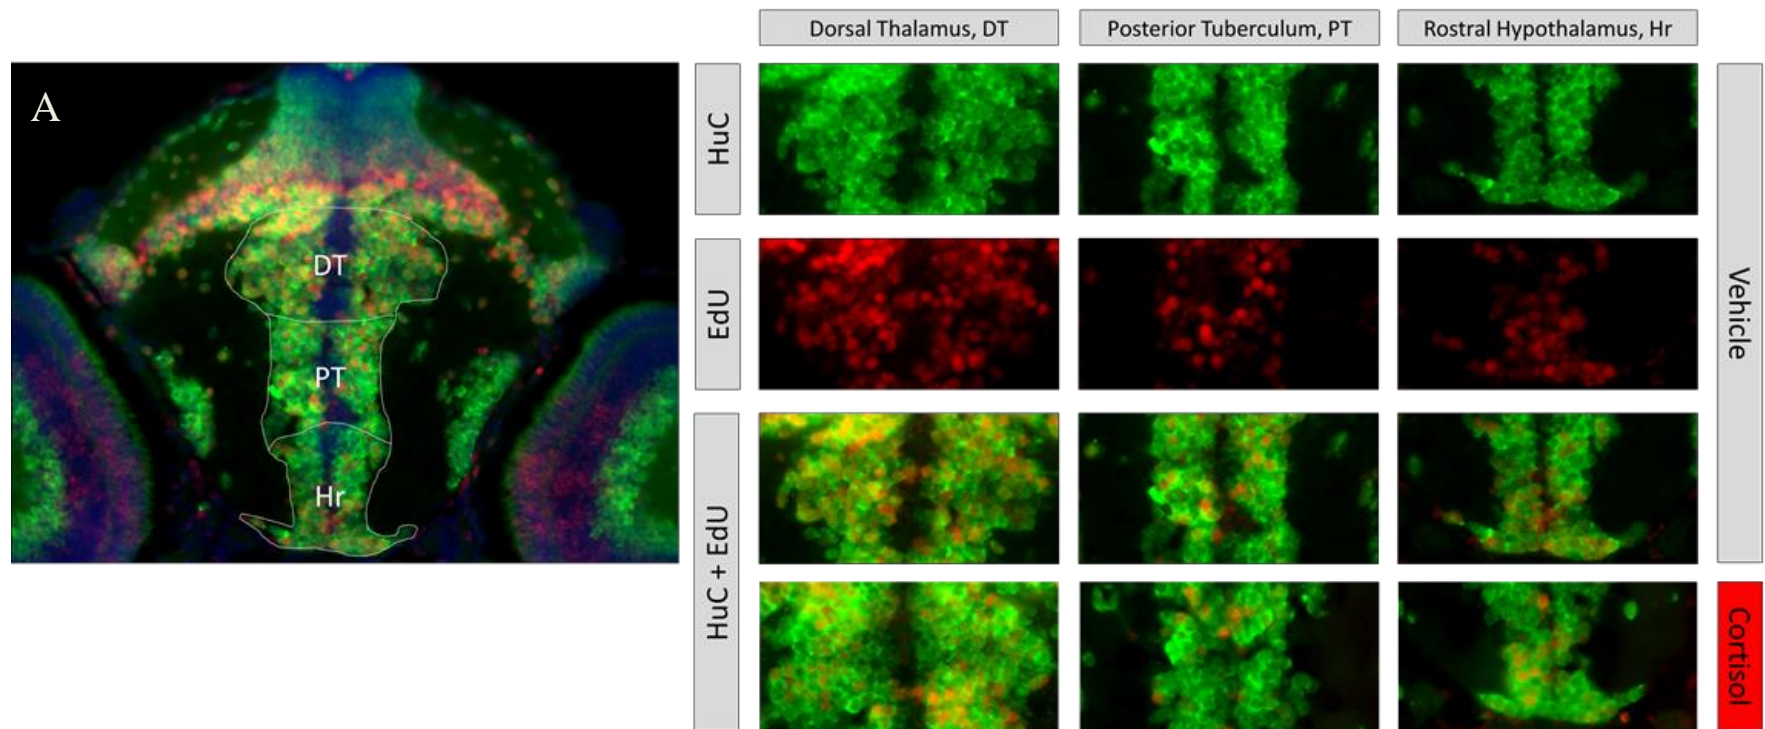 A
DT
PT
Hr
Dorsal Thalamus, DT
Posterior Tuberculum, PT
Rostral Hypothalamus, Hr
HuC
EdU
HuC + EdU
Vehicle
Cortisol